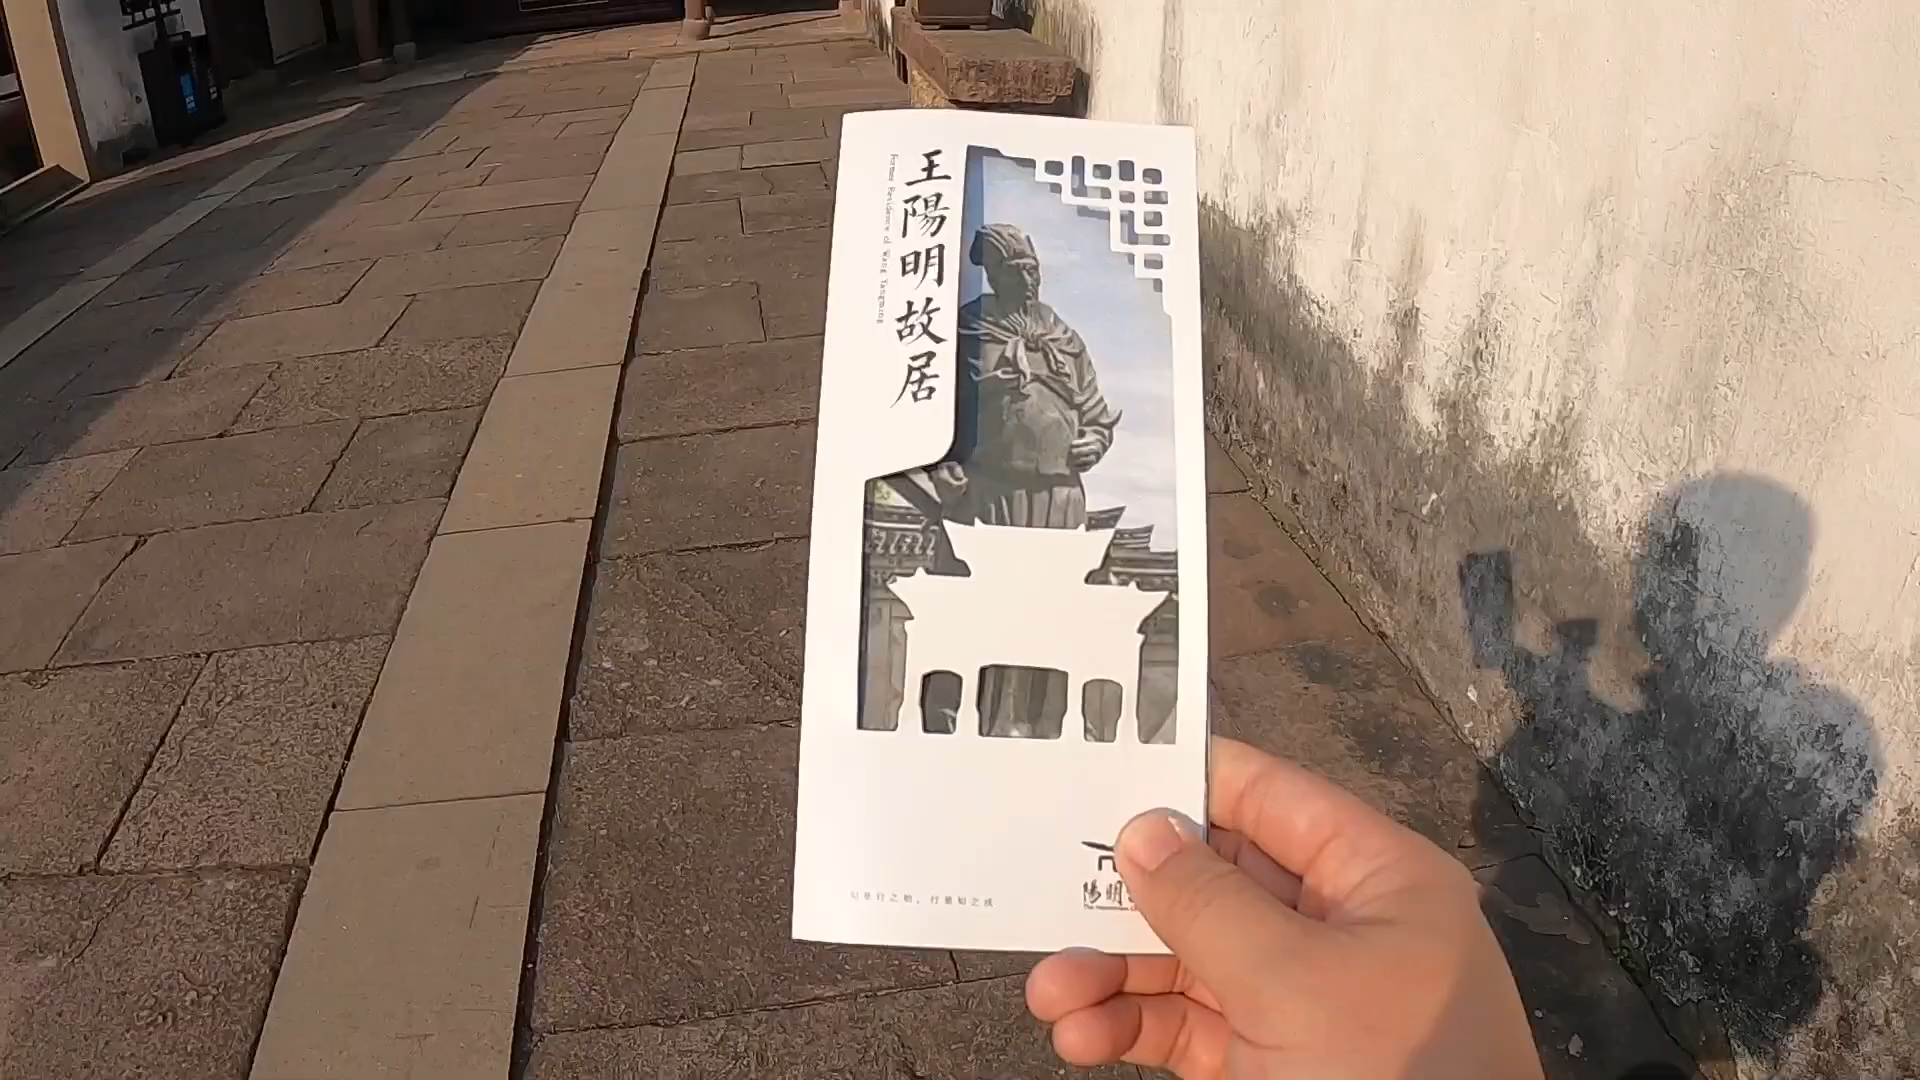 王陽明故居
Former Residence of Wang Yangming
知是行之始，行是知之成
陽明